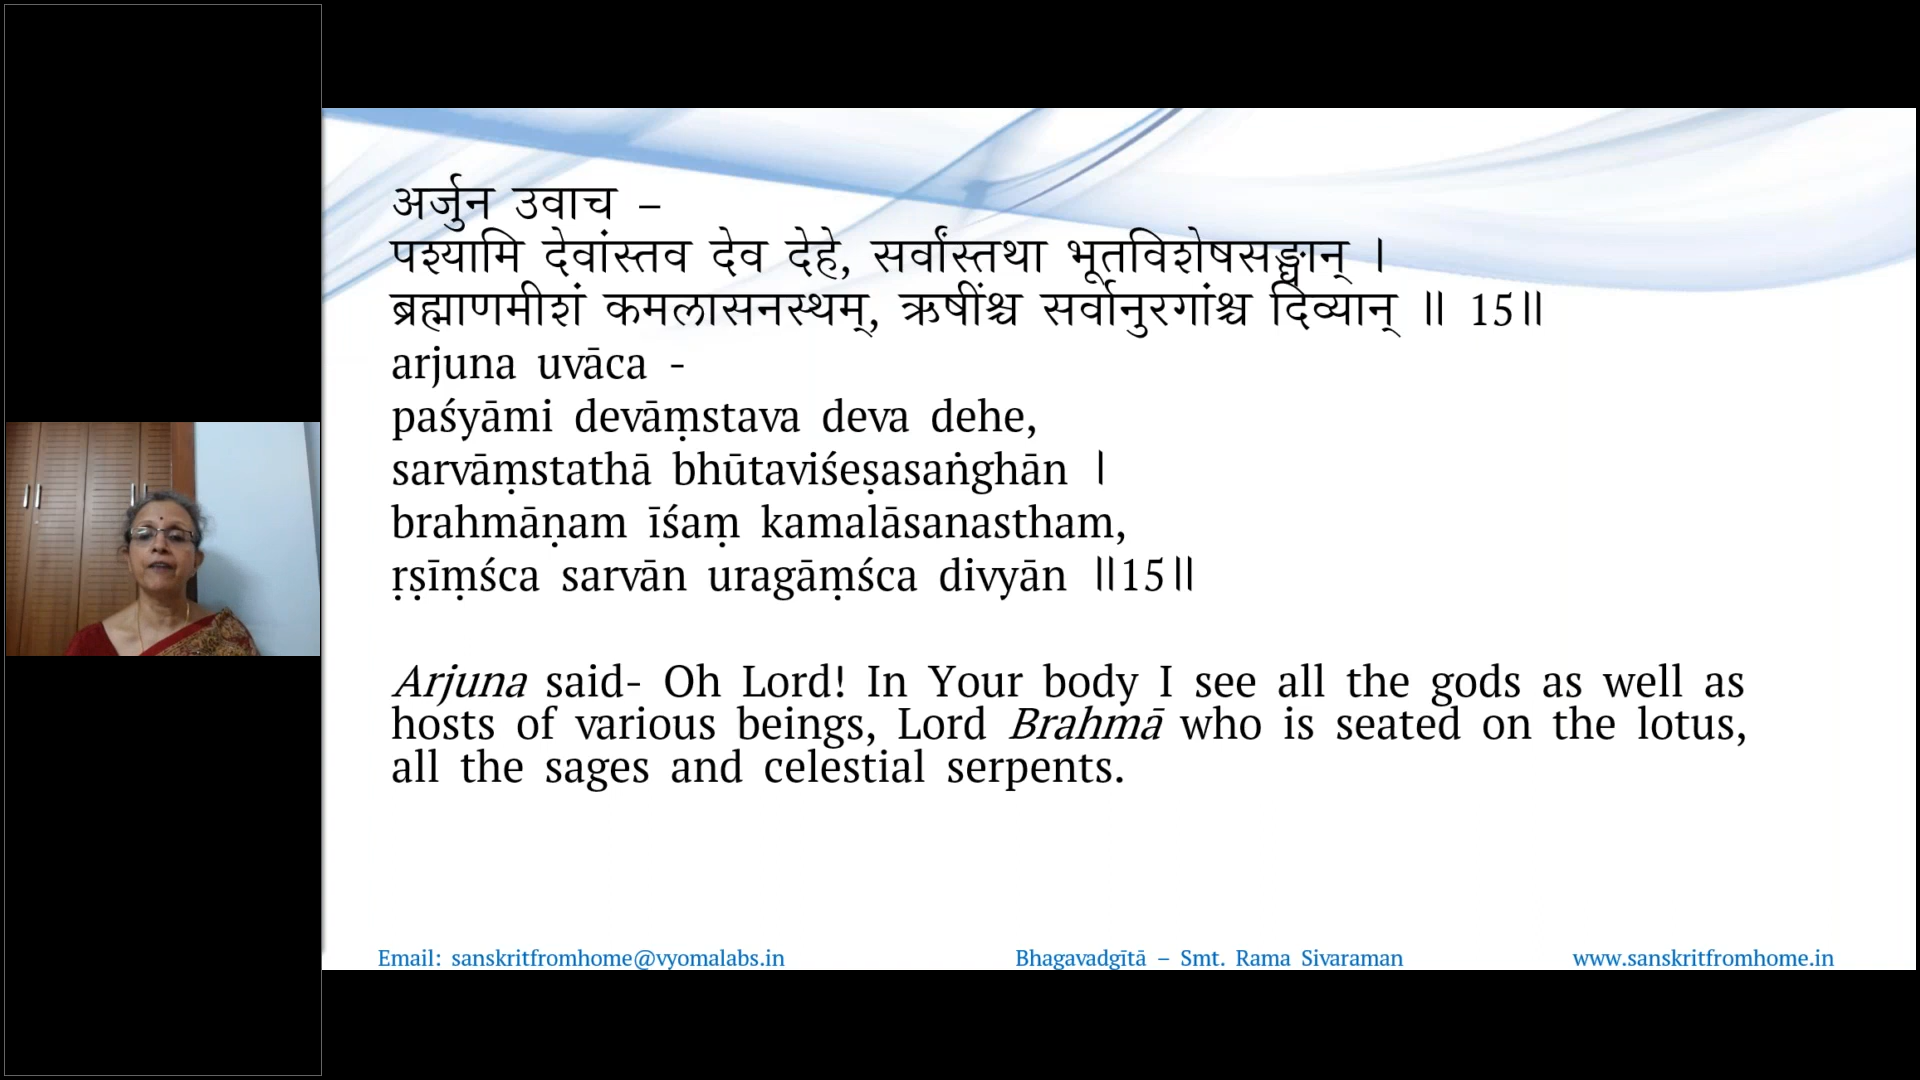 अर्जुन उवाच –
पश्यामि देवांस्तव देव देहे, सर्वांस्तथा भूतविशेषसङ्घान् ।
ब्रह्माणमीशं कमलासनस्थम्, ऋषींश्च सर्वानुरगांश्च दिव्यान् ॥ 15॥
arjuna uvāca -
paśyāmi devāṃstava deva dehe,
sarvāṃstathā bhūtaviśeṣasaṅghān ।
brahmāṇam īśaṃ kamalāsanastham,
ṛṣīṃśca sarvān uragāṃśca divyān ॥15॥
Arjuna said- Oh Lord! In Your body I see all the gods as well as
hosts of various beings, Lord Brahmā who is seated on the lotus,
all the sages and celestial serpents.
Email: sanskritfromhome@vyomalabs.in Bhagavadgītā – Smt. Rama Sivaraman www.sanskritfromhome.in